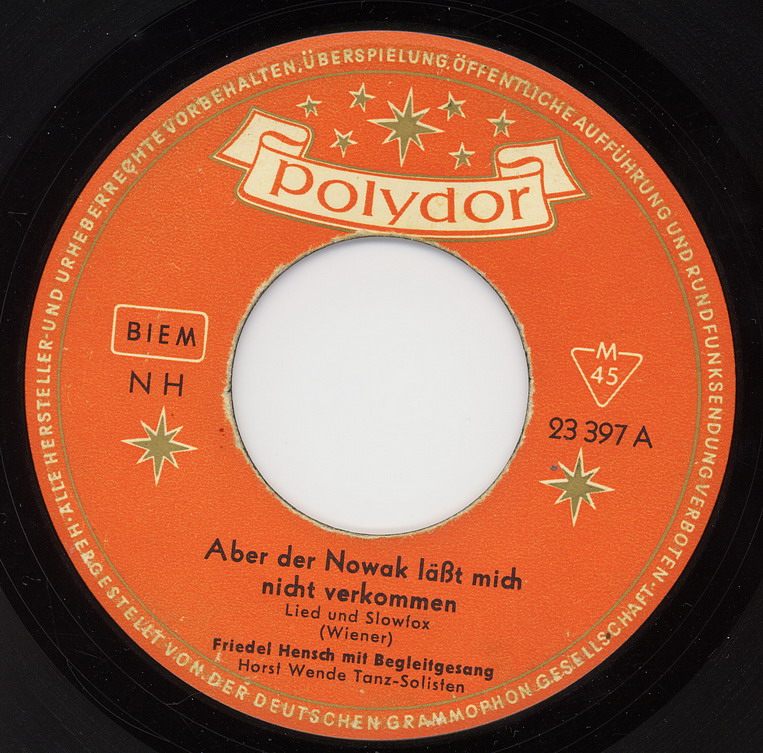 ALLE HERSTELLER- UND URHEBERRECHTE VORBEHALTEN, ÜBERSPIELUNG, ÖFFENTLICHE AUFFÜHRUNG UND RUNDFUNKSENDUNG VERBOTEN
polydor
BIEM
NH
M
45
23 397 A
Aber der Nowak läßt mich
nicht verkommen
Lied und Slowfox
(Wiener)
Friedel Hensch mit Begleitgesang
Horst Wende Tanz-Solisten
HERGESTELLT VON DER DEUTSCHEN GRAMMOPHON GESELLSCHAFT